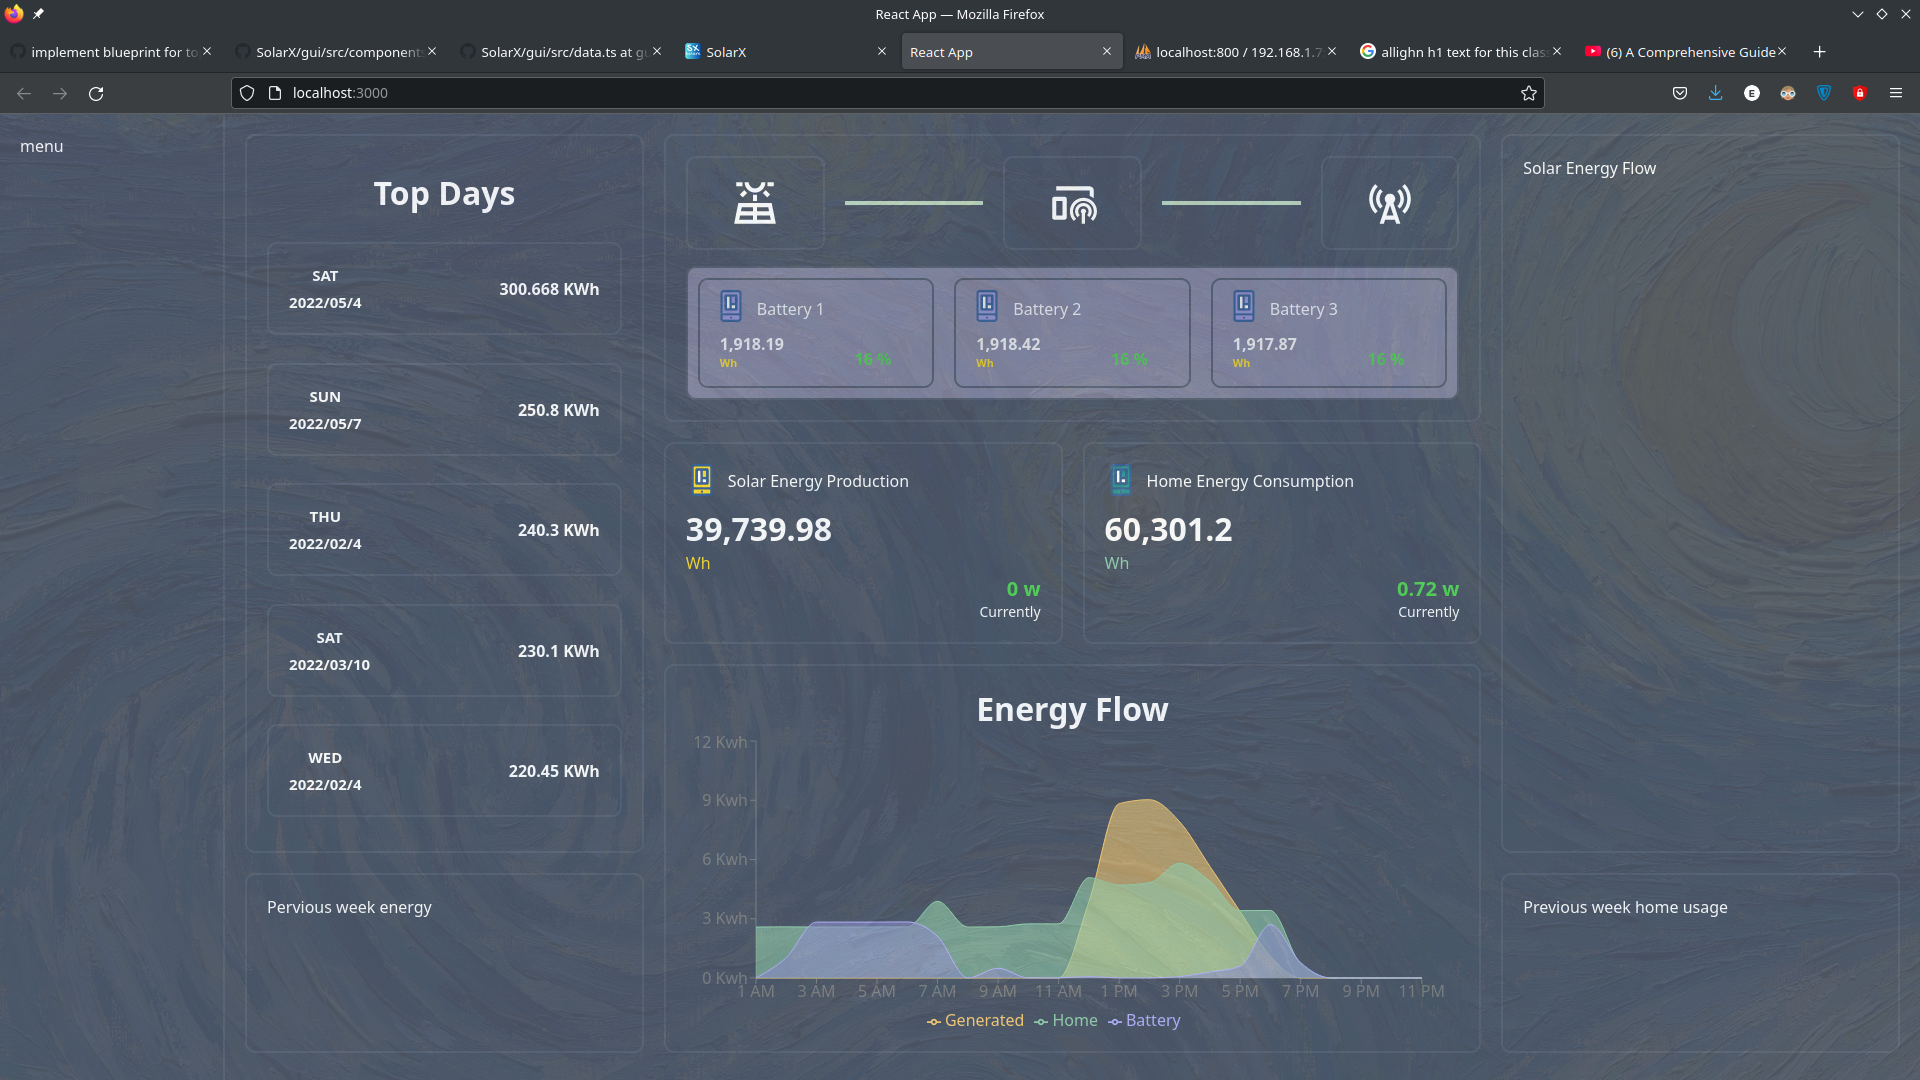 React App — Mozilla Firefox
implement blueprint for to
SolarX/gui/src/component
SolarX/gui/src/data.ts at g
SolarX
React App
localhost:800 / 192.168.1.7
allighn h1 text for this clas
(6) A Comprehensive Guide
localhost:3000
menu
Top Days
SAT
2022/05/4
300.668 KWh
SUN
2022/05/7
250.8 KWh
THU
2022/02/4
240.3 KWh
SAT
2022/03/10
230.1 KWh
WED
2022/02/4
220.45 KWh
Pervious week energy
Battery 1
1,918.19
Wh
16 %
Battery 2
1,918.42
Wh
16 %
Battery 3
1,917.87
Wh
16 %
Solar Energy Production
39,739.98
Wh
0 w
Currently
Home Energy Consumption
60,301.2
Wh
0.72 w
Currently
Energy Flow
12 Kwh
9 Kwh
6 Kwh
3 Kwh
0 Kwh
1 AM 3 AM 5 AM 7 AM 9 AM 11 AM 1 PM 3 PM 5 PM 7 PM 9 PM 11 PM
Generated Home Battery
Solar Energy Flow
Previous week home usage